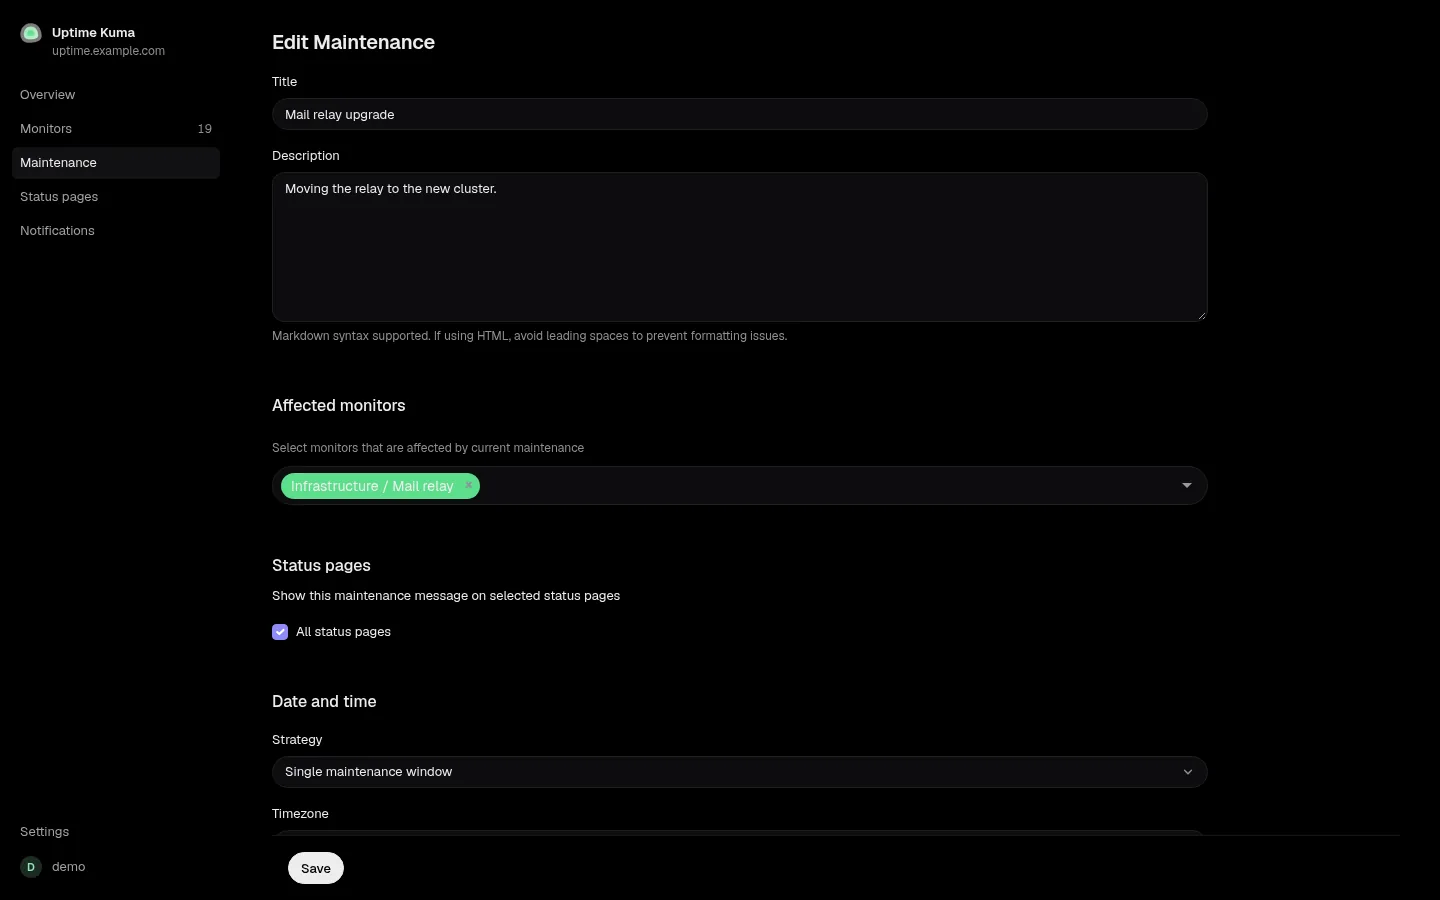 Uptime Kuma
uptime.example.com
Overview
Monitors 19
Maintenance
Status pages
Notifications
Settings
D demo
Edit Maintenance
Title
Mail relay upgrade
Description
Moving the relay to the new cluster.
Markdown syntax supported. If using HTML, avoid leading spaces to prevent formatting issues.
Affected monitors
Select monitors that are affected by current maintenance
Infrastructure / Mail relay ×
Status pages
Show this maintenance message on selected status pages
All status pages
Date and time
Strategy
Single maintenance window
Timezone
Save